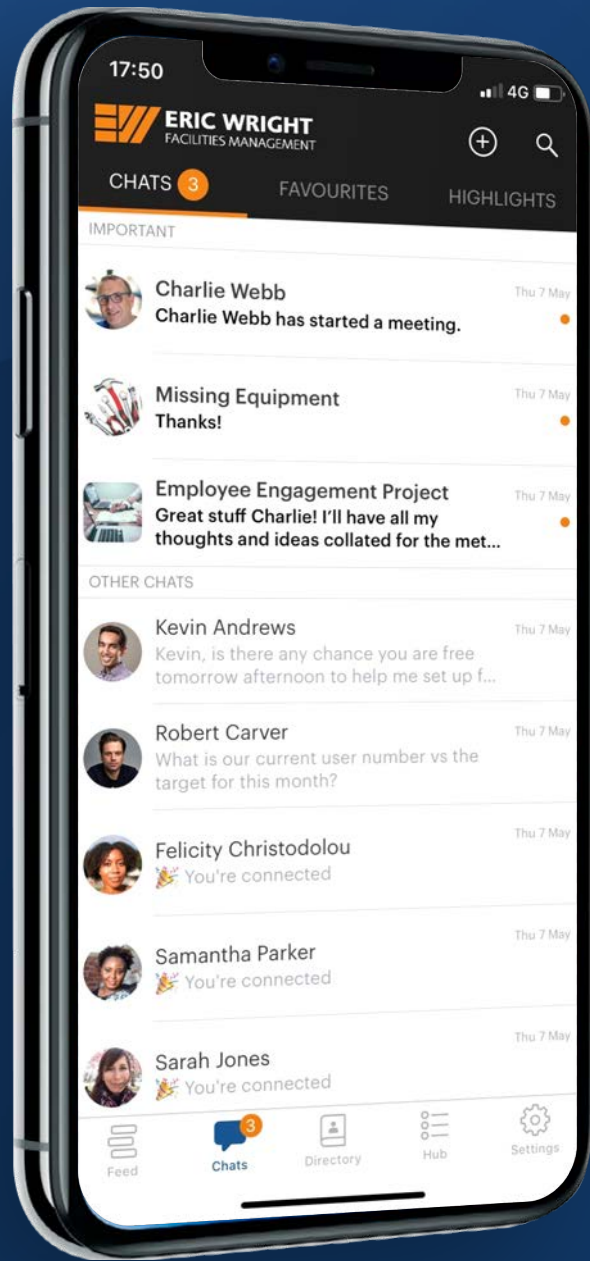 17:50
4G
ERIC WRIGHT
FACILITIES MANAGEMENT
CHATS 3
FAVOURITES
HIGHLIGHTS
IMPORTANT
Charlie Webb
Thu 7 May
Charlie Webb has started a meeting.
Missing Equipment
Thu 7 May
Thanks!
Employee Engagement Project
Thu 7 May
Great stuff Charlie! I'll have all my
thoughts and ideas collated for the met...
OTHER CHATS
Kevin Andrews
Thu 7 May
Kevin, is there any chance you are free
tomorrow afternoon to help me set up f...
Robert Carver
Thu 7 May
What is our current user number vs the
target for this month?
Felicity Christodolou
Thu 7 May
🎉 You're connected
Samantha Parker
Thu 7 May
🎉 You're connected
Sarah Jones
Thu 7 May
🎉 You're connected
Feed
3
Chats
Directory
Hub
Settings